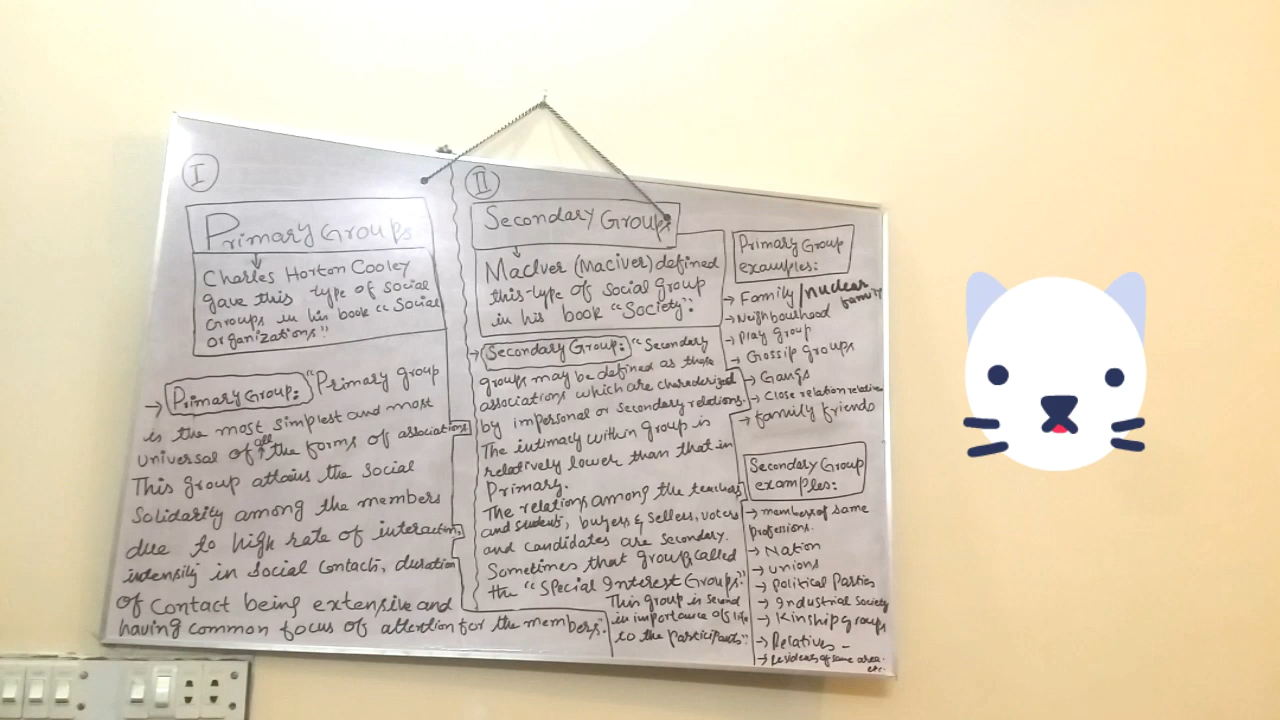 I
Primary Groups
Charles Horton Cooley
gave this type of social
Groups in his book "Social
organizations"
Primary Group: "Primary group
is the most simplest and most
universal of all the forms of associations.
This group attains the social
Solidarity among the members
due to high rate of interaction,
intensity in social contacts, duration
of contact being extensive and
having common focus of attention for the members".
II
Secondary Groups
MacIver (Maciver) defined
this type of social group
in his book "Society".
Secondary Group: "Secondary
groups may be defined as those
associations which are characterized
by impersonal or secondary relations.
The intimacy within group is
relatively lower than that in
Primary.
The relations among the teachers
and students, buyers & sellers, voters
and candidates are secondary.
Sometimes that group called
the "Special Interest Groups".
This group is second
in importance of life
to the participants".
Primary Group
examples:
Family/nuclear
family
Neighbourhood
play group
Gossip groups
Gangs
Close relation relative
family friends
Secondary Group
examples:
members of same
professions.
Nation
unions
Political Parties
Industrial society
Kinship groups
Relatives -
residents of same area.
etc.